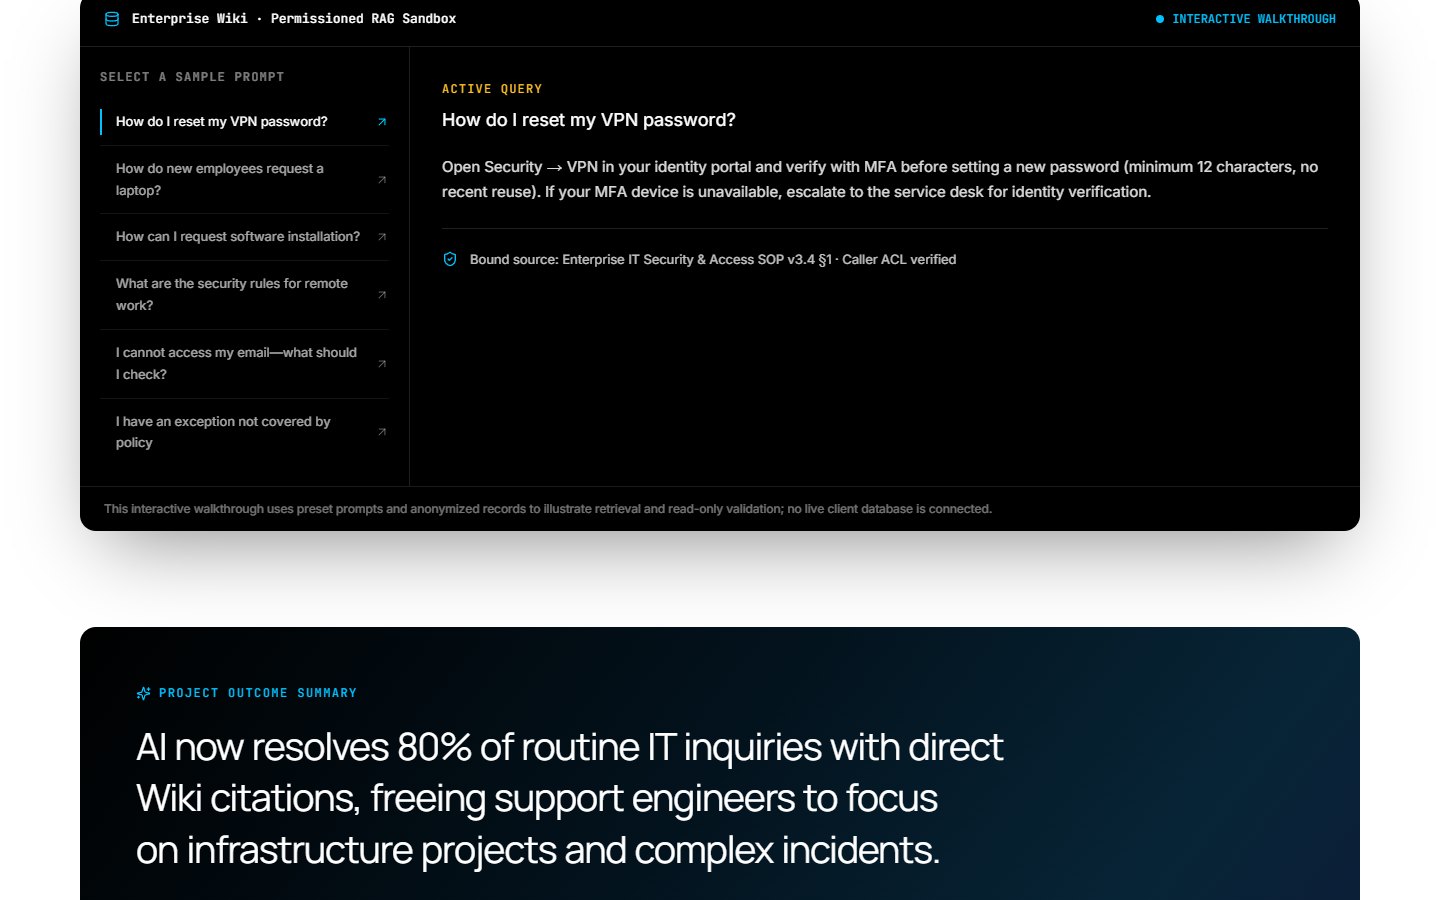 Enterprise Wiki · Permissioned RAG Sandbox
INTERACTIVE WALKTHROUGH
SELECT A SAMPLE PROMPT
How do I reset my VPN password?
How do new employees request a
laptop?
How can I request software installation?
What are the security rules for remote
work?
I cannot access my email—what should
I check?
I have an exception not covered by
policy
ACTIVE QUERY
How do I reset my VPN password?
Open Security → VPN in your identity portal and verify with MFA before setting a new password (minimum 12 characters, no
recent reuse). If your MFA device is unavailable, escalate to the service desk for identity verification.
Bound source: Enterprise IT Security & Access SOP v3.4 §1 · Caller ACL verified
This interactive walkthrough uses preset prompts and anonymized records to illustrate retrieval and read-only validation; no live client database is connected.
PROJECT OUTCOME SUMMARY
AI now resolves 80% of routine IT inquiries with direct
Wiki citations, freeing support engineers to focus
on infrastructure projects and complex incidents.